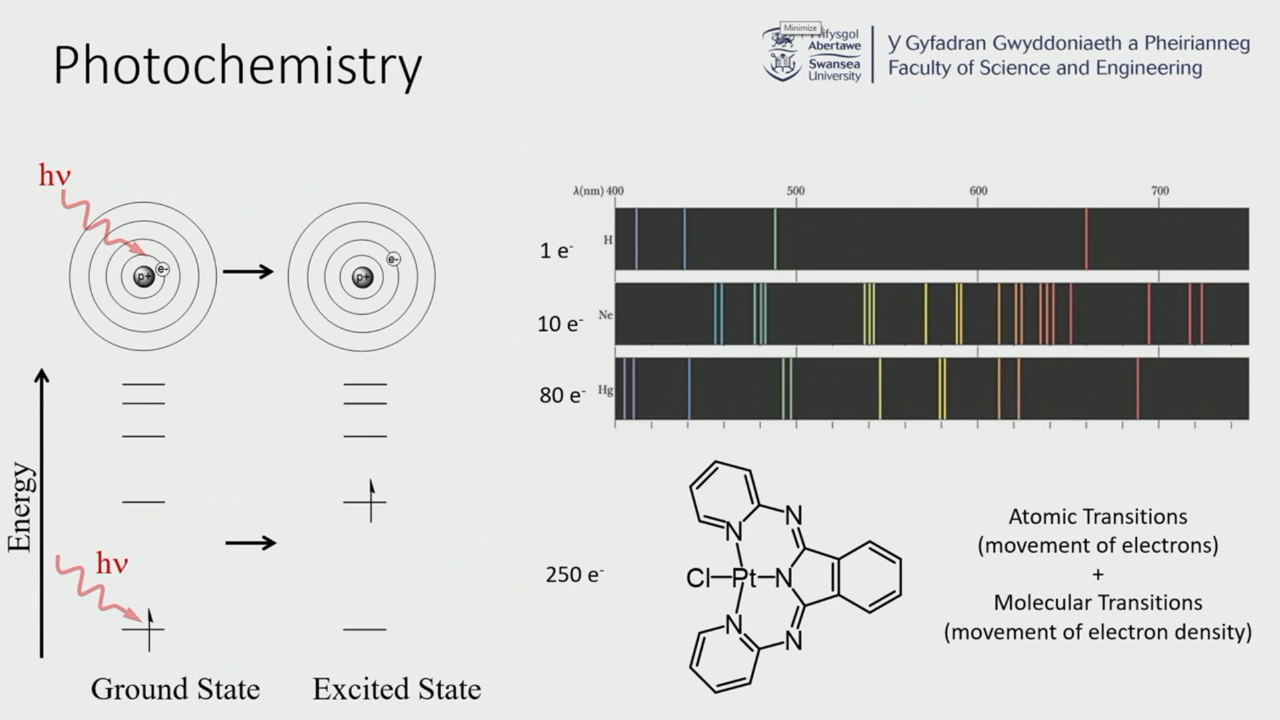 Photochemistry
Minimize
Abertawe
Swansea
University
Y Gyfadran Gwyddoniaeth a Pheirianneg
Faculty of Science and Engineering
hν
p+
e-
p+
e-
Energy
hν
Ground State
Excited State
λ(nm) 400
500
600
700
1 e⁻
H
10 e⁻
Ne
80 e⁻
Hg
250 e⁻
N
N
Cl
Pt
N
N
N
Atomic Transitions
(movement of electrons)
+
Molecular Transitions
(movement of electron density)